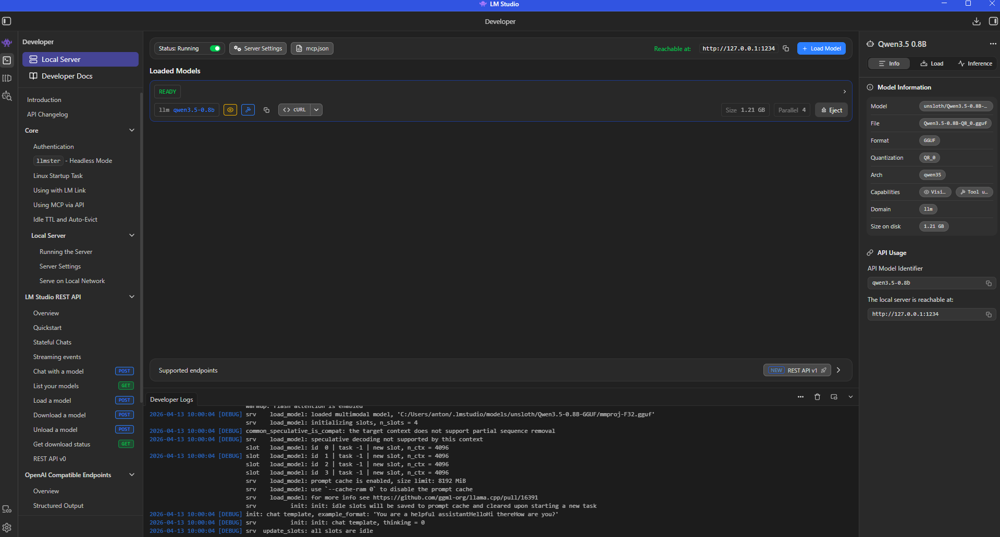 LM Studio
Developer
Developer
Local Server
Developer Docs
Introduction
API Changelog
Core
Authentication
llmster - Headless Mode
Linux Startup Task
Using with LM Link
Using MCP via API
Idle TTL and Auto-Evict
Local Server
Running the Server
Server Settings
Serve on Local Network
LM Studio REST API
Overview
Quickstart
Stateful Chats
Streaming events
Chat with a model POST
List your models GET
Load a model POST
Download a model POST
Unload a model POST
Get download status GET
REST API v0
OpenAI Compatible Endpoints
Overview
Structured Output
Status: Running Server Settings mcp.json Reachable at: http://127.0.0.1:1234 + Load Model
Loaded Models
READY
llm qwen3.5-0.8b cURL Size 1.21 GB Parallel 4 Eject
Supported endpoints NEW REST API v1
Developer Logs
warmup: flash attention is enabled
2026-04-13 10:00:04 [DEBUG] srv load_model: loaded multimodal model, 'C:/Users/anton/.lmstudio/models/unsloth/Qwen3.5-0.8B-GGUF/mmproj-F32.gguf'
srv load_model: initializing slots, n_slots = 4
2026-04-13 10:00:04 [DEBUG] common_speculative_is_compat: the target context does not support partial sequence removal
2026-04-13 10:00:04 [DEBUG] srv load_model: speculative decoding not supported by this context
slot load_model: id 0 | task -1 | new slot, n_ctx = 4096
2026-04-13 10:00:04 [DEBUG] slot load_model: id 1 | task -1 | new slot, n_ctx = 4096
slot load_model: id 2 | task -1 | new slot, n_ctx = 4096
slot load_model: id 3 | task -1 | new slot, n_ctx = 4096
srv load_model: prompt cache is enabled, size limit: 8192 MiB
srv load_model: use `--cache-ram 0` to disable the prompt cache
srv load_model: for more info see https://github.com/ggml-org/llama.cpp/pull/16391
srv init: init: idle slots will be saved to prompt cache and cleared upon starting a new task
2026-04-13 10:00:04 [DEBUG] init: chat template, example_format: 'You are a helpful assistantHelloHi thereHow are you?'
2026-04-13 10:00:04 [DEBUG] srv init: init: chat template, thinking = 0
2026-04-13 10:00:04 [DEBUG] srv update_slots: all slots are idle
Qwen3.5 0.8B
Info Load Inference
Model Information
Model unsloth/Qwen3.5-0.8B-…
File Qwen3.5-0.8B-Q8_0.gguf
Format GGUF
Quantization Q8_0
Arch qwen35
Capabilities Visi… Tool u…
Domain llm
Size on disk 1.21 GB
API Usage
API Model Identifier
qwen3.5-0.8b
The local server is reachable at:
http://127.0.0.1:1234